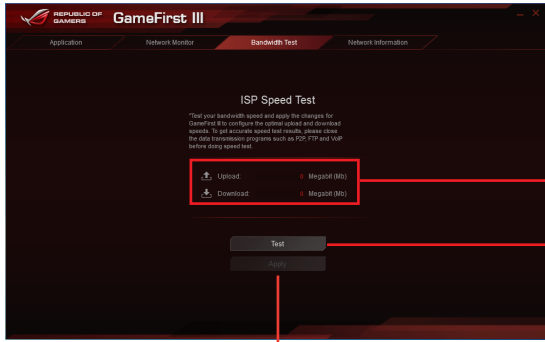 REPUBLIC OF
GAMERS
GameFirst III
Application
Network Monitor
Bandwidth Test
Network Information
ISP Speed Test
*Test your bandwidth speed and apply the changes for
GameFirst III to configure the optimal upload and download
speeds. To get accurate speed test results, please close
the data transmission programs such as P2P, FTP and VoIP
before doing speed test.
Upload: 0 Megabit (Mb)
Download: 0 Megabit (Mb)
Test
Apply